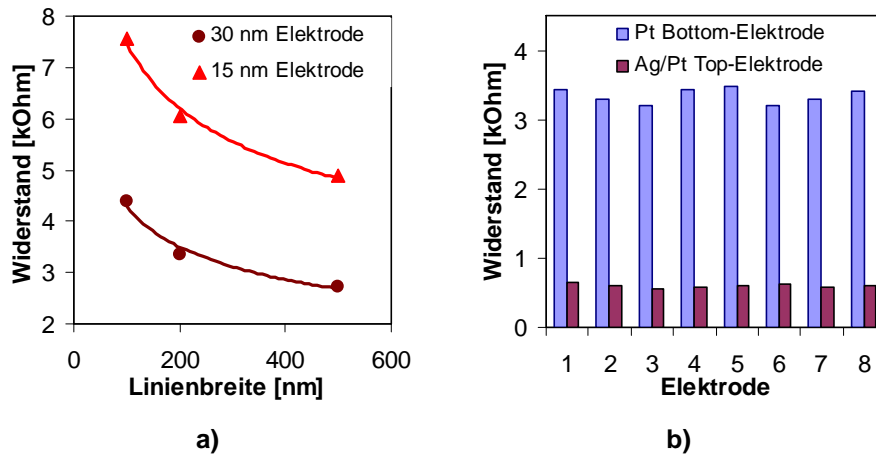 8
7
6
5
4
3
2
Widerstand [kOhm]
30 nm Elektrode
15 nm Elektrode
0 200 400 600
Linienbreite [nm]
a)
4
3
2
1
0
Widerstand [kOhm]
Pt Bottom-Elektrode
Ag/Pt Top-Elektrode
1 2 3 4 5 6 7 8
Elektrode
b)